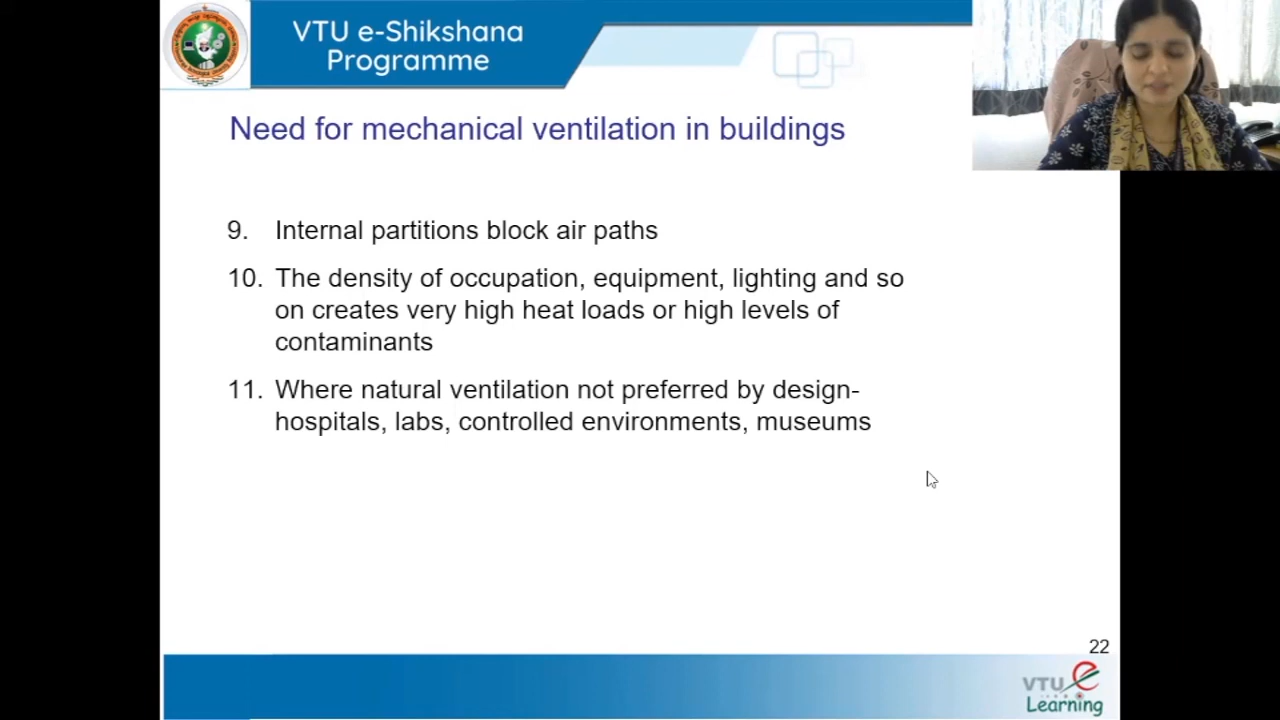 VTU e-Shikshana
Programme
Need for mechanical ventilation in buildings
9. Internal partitions block air paths
10. The density of occupation, equipment, lighting and so
on creates very high heat loads or high levels of
contaminants
11. Where natural ventilation not preferred by design-
hospitals, labs, controlled environments, museums
22
VTU e
Learning